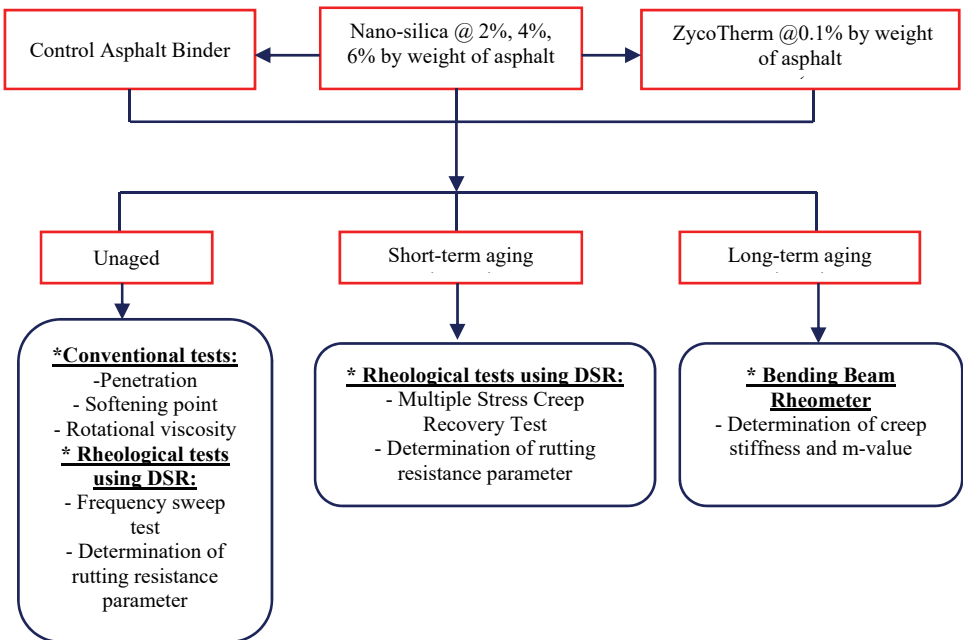 Control Asphalt Binder
Nano-silica @ 2%, 4%,
6% by weight of asphalt
ZycoTherm @0.1% by weight
of asphalt
Unaged
Short-term aging
Long-term aging
*Conventional tests:
-Penetration
- Softening point
- Rotational viscosity
* Rheological tests
using DSR:
- Frequency sweep
test
- Determination of
rutting resistance
parameter
* Rheological tests using DSR:
- Multiple Stress Creep
Recovery Test
- Determination of rutting
resistance parameter
* Bending Beam
Rheometer
- Determination of creep
stiffness and m-value